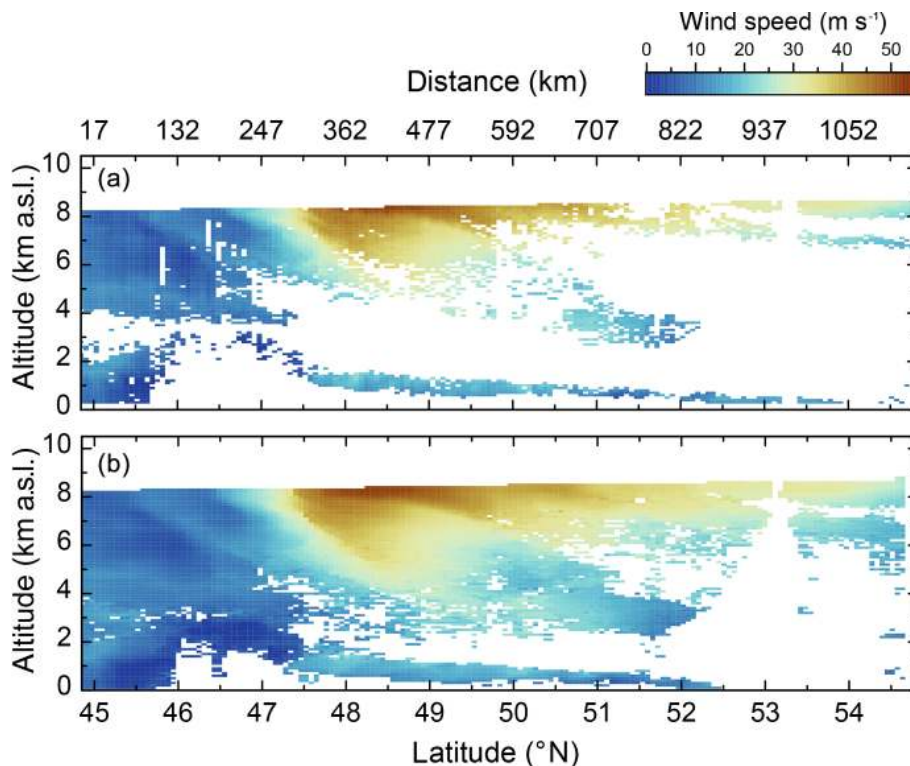 Wind speed (m s⁻¹)
0 10 20 30 40 50
Distance (km)
17 132 247 362 477 592 707 822 937 1052
10
(a)
8
6
4
2
0
Altitude (km a.s.l.)
10
(b)
8
6
4
2
0
Altitude (km a.s.l.)
45 46 47 48 49 50 51 52 53 54
Latitude (°N)